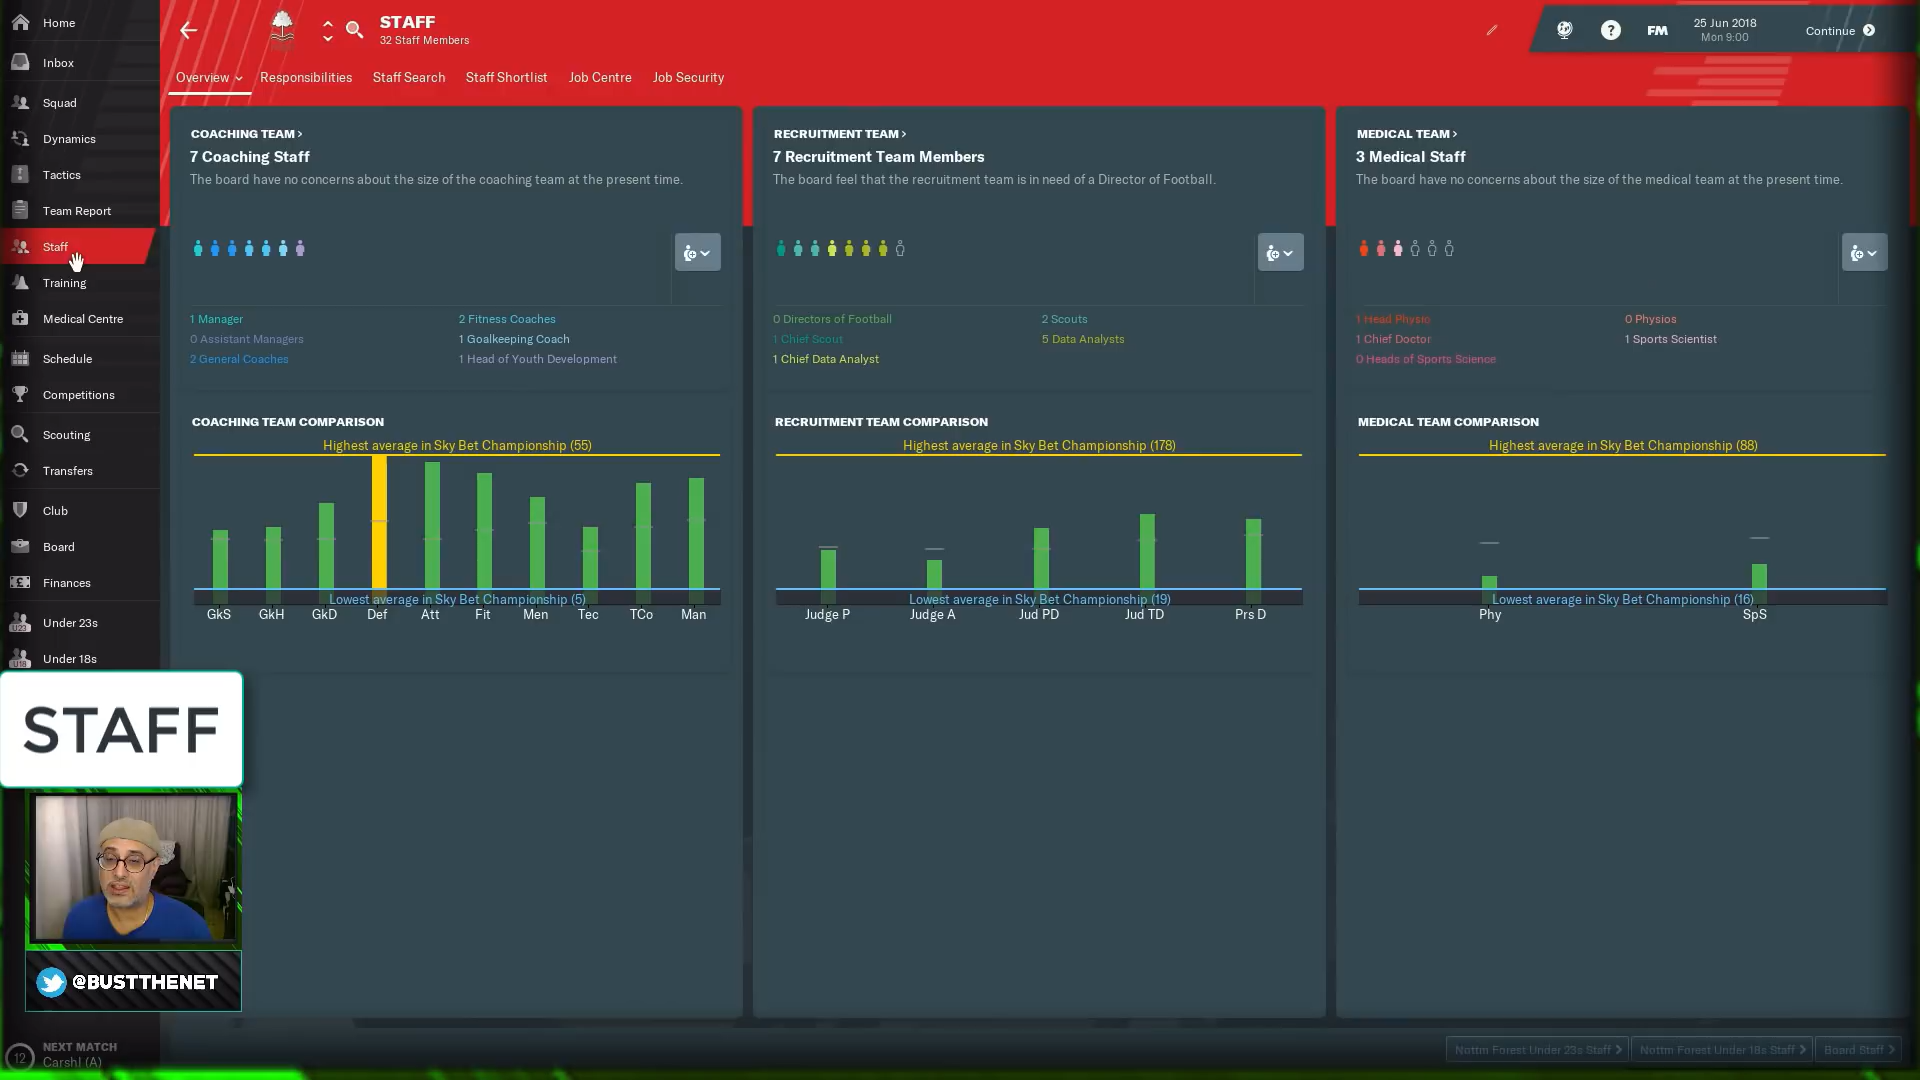 Home
Inbox
Squad
Dynamics
Tactics
Team Report
Staff
Training
Medical Centre
Schedule
Competitions
Scouting
Transfers
Club
Board
Finances
Under 23s
U23
Under 18s
U18
STAFF
@BUSTTHENET
12
NEXT MATCH
Carshl (A)
STAFF
32 Staff Members
FM
25 Jun 2018
Mon 9:00
Continue
Overview
Responsibilities
Staff Search
Staff Shortlist
Job Centre
Job Security
COACHING TEAM >
7 Coaching Staff
The board have no concerns about the size of the coaching team at the present time.
1 Manager
0 Assistant Managers
2 General Coaches
2 Fitness Coaches
1 Goalkeeping Coach
1 Head of Youth Development
COACHING TEAM COMPARISON
Highest average in Sky Bet Championship (55)
Lowest average in Sky Bet Championship (5)
GkS GkH GkD Def Att Fit Men Tec TCo Man
RECRUITMENT TEAM >
7 Recruitment Team Members
The board feel that the recruitment team is in need of a Director of Football.
0 Directors of Football
1 Chief Scout
1 Chief Data Analyst
2 Scouts
5 Data Analysts
RECRUITMENT TEAM COMPARISON
Highest average in Sky Bet Championship (178)
Lowest average in Sky Bet Championship (19)
Judge P Judge A Jud PD Jud TD Prs D
MEDICAL TEAM >
3 Medical Staff
The board have no concerns about the size of the medical team at the present time.
1 Head Physio
1 Chief Doctor
0 Heads of Sports Science
0 Physios
1 Sports Scientist
MEDICAL TEAM COMPARISON
Highest average in Sky Bet Championship (88)
Lowest average in Sky Bet Championship (16)
Phy SpS
Nottm Forest Under 23s Staff >
Nottm Forest Under 18s Staff >
Board Staff >